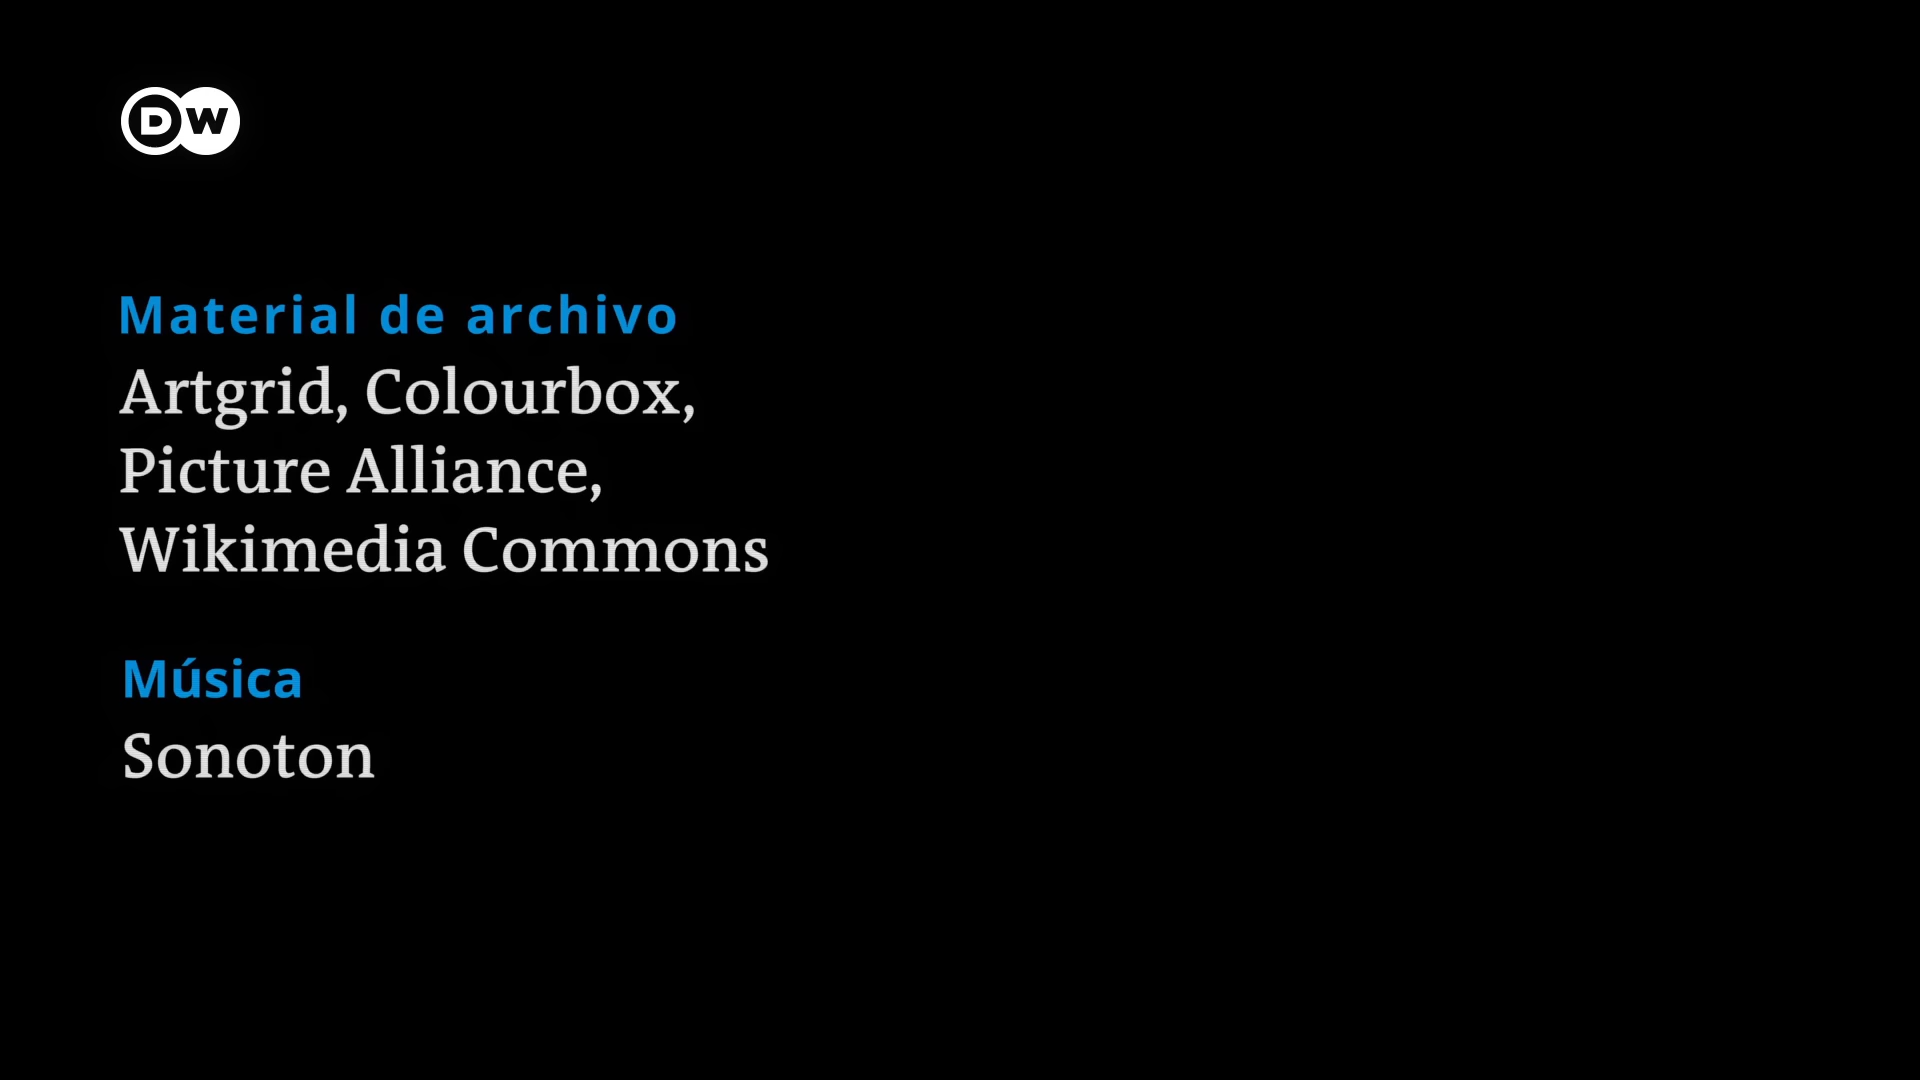 DW
Material de archivo
Artgrid, Colourbox,
Picture Alliance,
Wikimedia Commons
Música
Sonoton